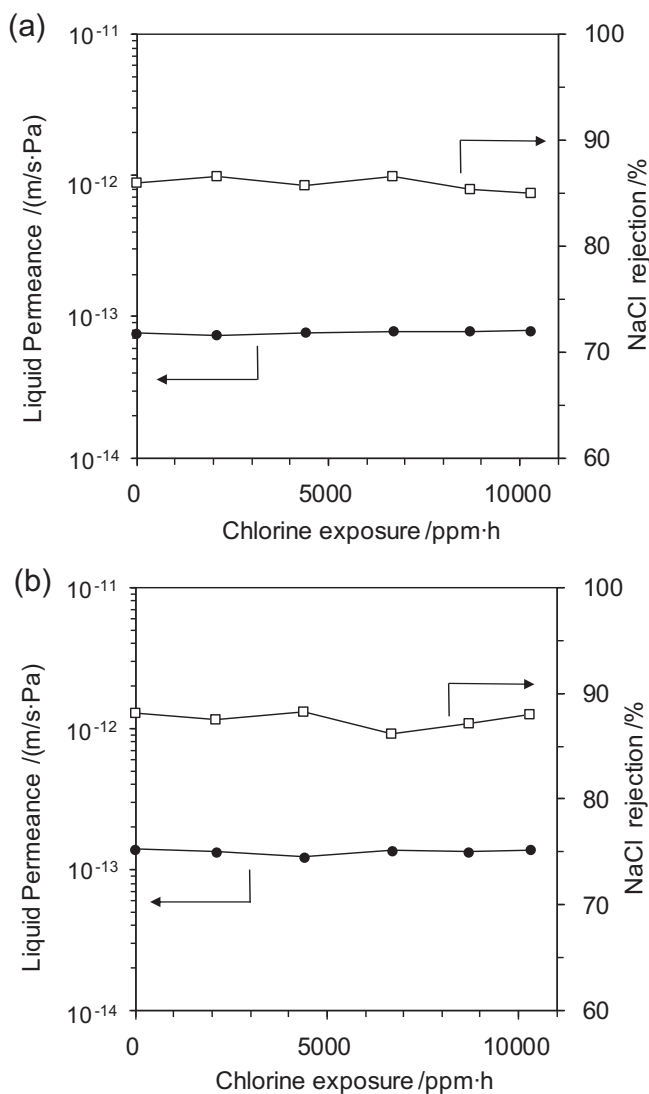 (a)
10-11
10-12
10-13
10-14
Liquid Permeance /(m/s·Pa)
100
90
80
70
60
NaCl rejection /%
0 5000 10000
Chlorine exposure /ppm·h
(b)
10-11
10-12
10-13
10-14
Liquid Permeance /(m/s·Pa)
100
90
80
70
60
NaCl rejection /%
0 5000 10000
Chlorine exposure /ppm·h